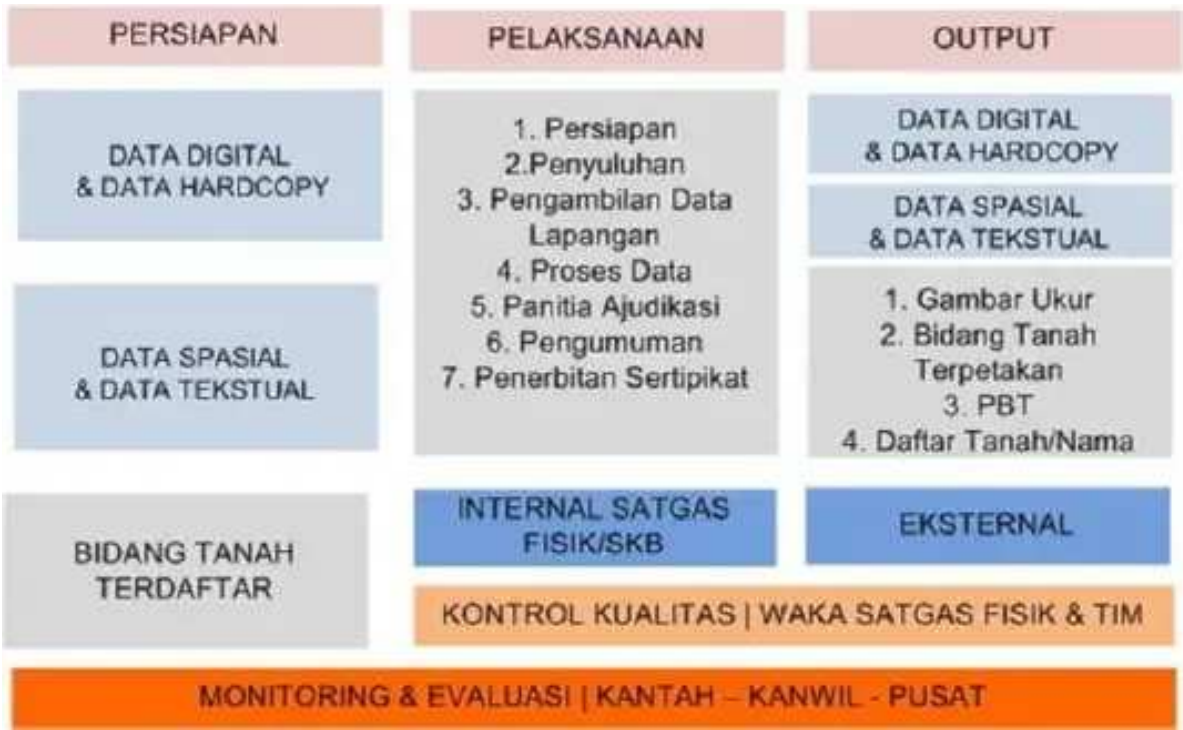 PERSIAPAN
DATA DIGITAL
& DATA HARDCOPY
DATA SPASIAL
& DATA TEKSTUAL
BIDANG TANAH
TERDAFTAR
PELAKSANAAN
1. Persiapan
2.Penyuluhan
3. Pengambilan Data
Lapangan
4. Proses Data
5. Panitia Ajudikasi
6. Pengumuman
7. Penerbitan Sertipikat
INTERNAL SATGAS
FISIK/SKB
OUTPUT
DATA DIGITAL
& DATA HARDCOPY
DATA SPASIAL
& DATA TEKSTUAL
1. Gambar Ukur
2. Bidang Tanah
Terpetakan
3. PBT
4. Daftar Tanah/Nama
EKSTERNAL
KONTROL KUALITAS | WAKA SATGAS FISIK & TIM
MONITORING & EVALUASI | KANTAH – KANWIL - PUSAT